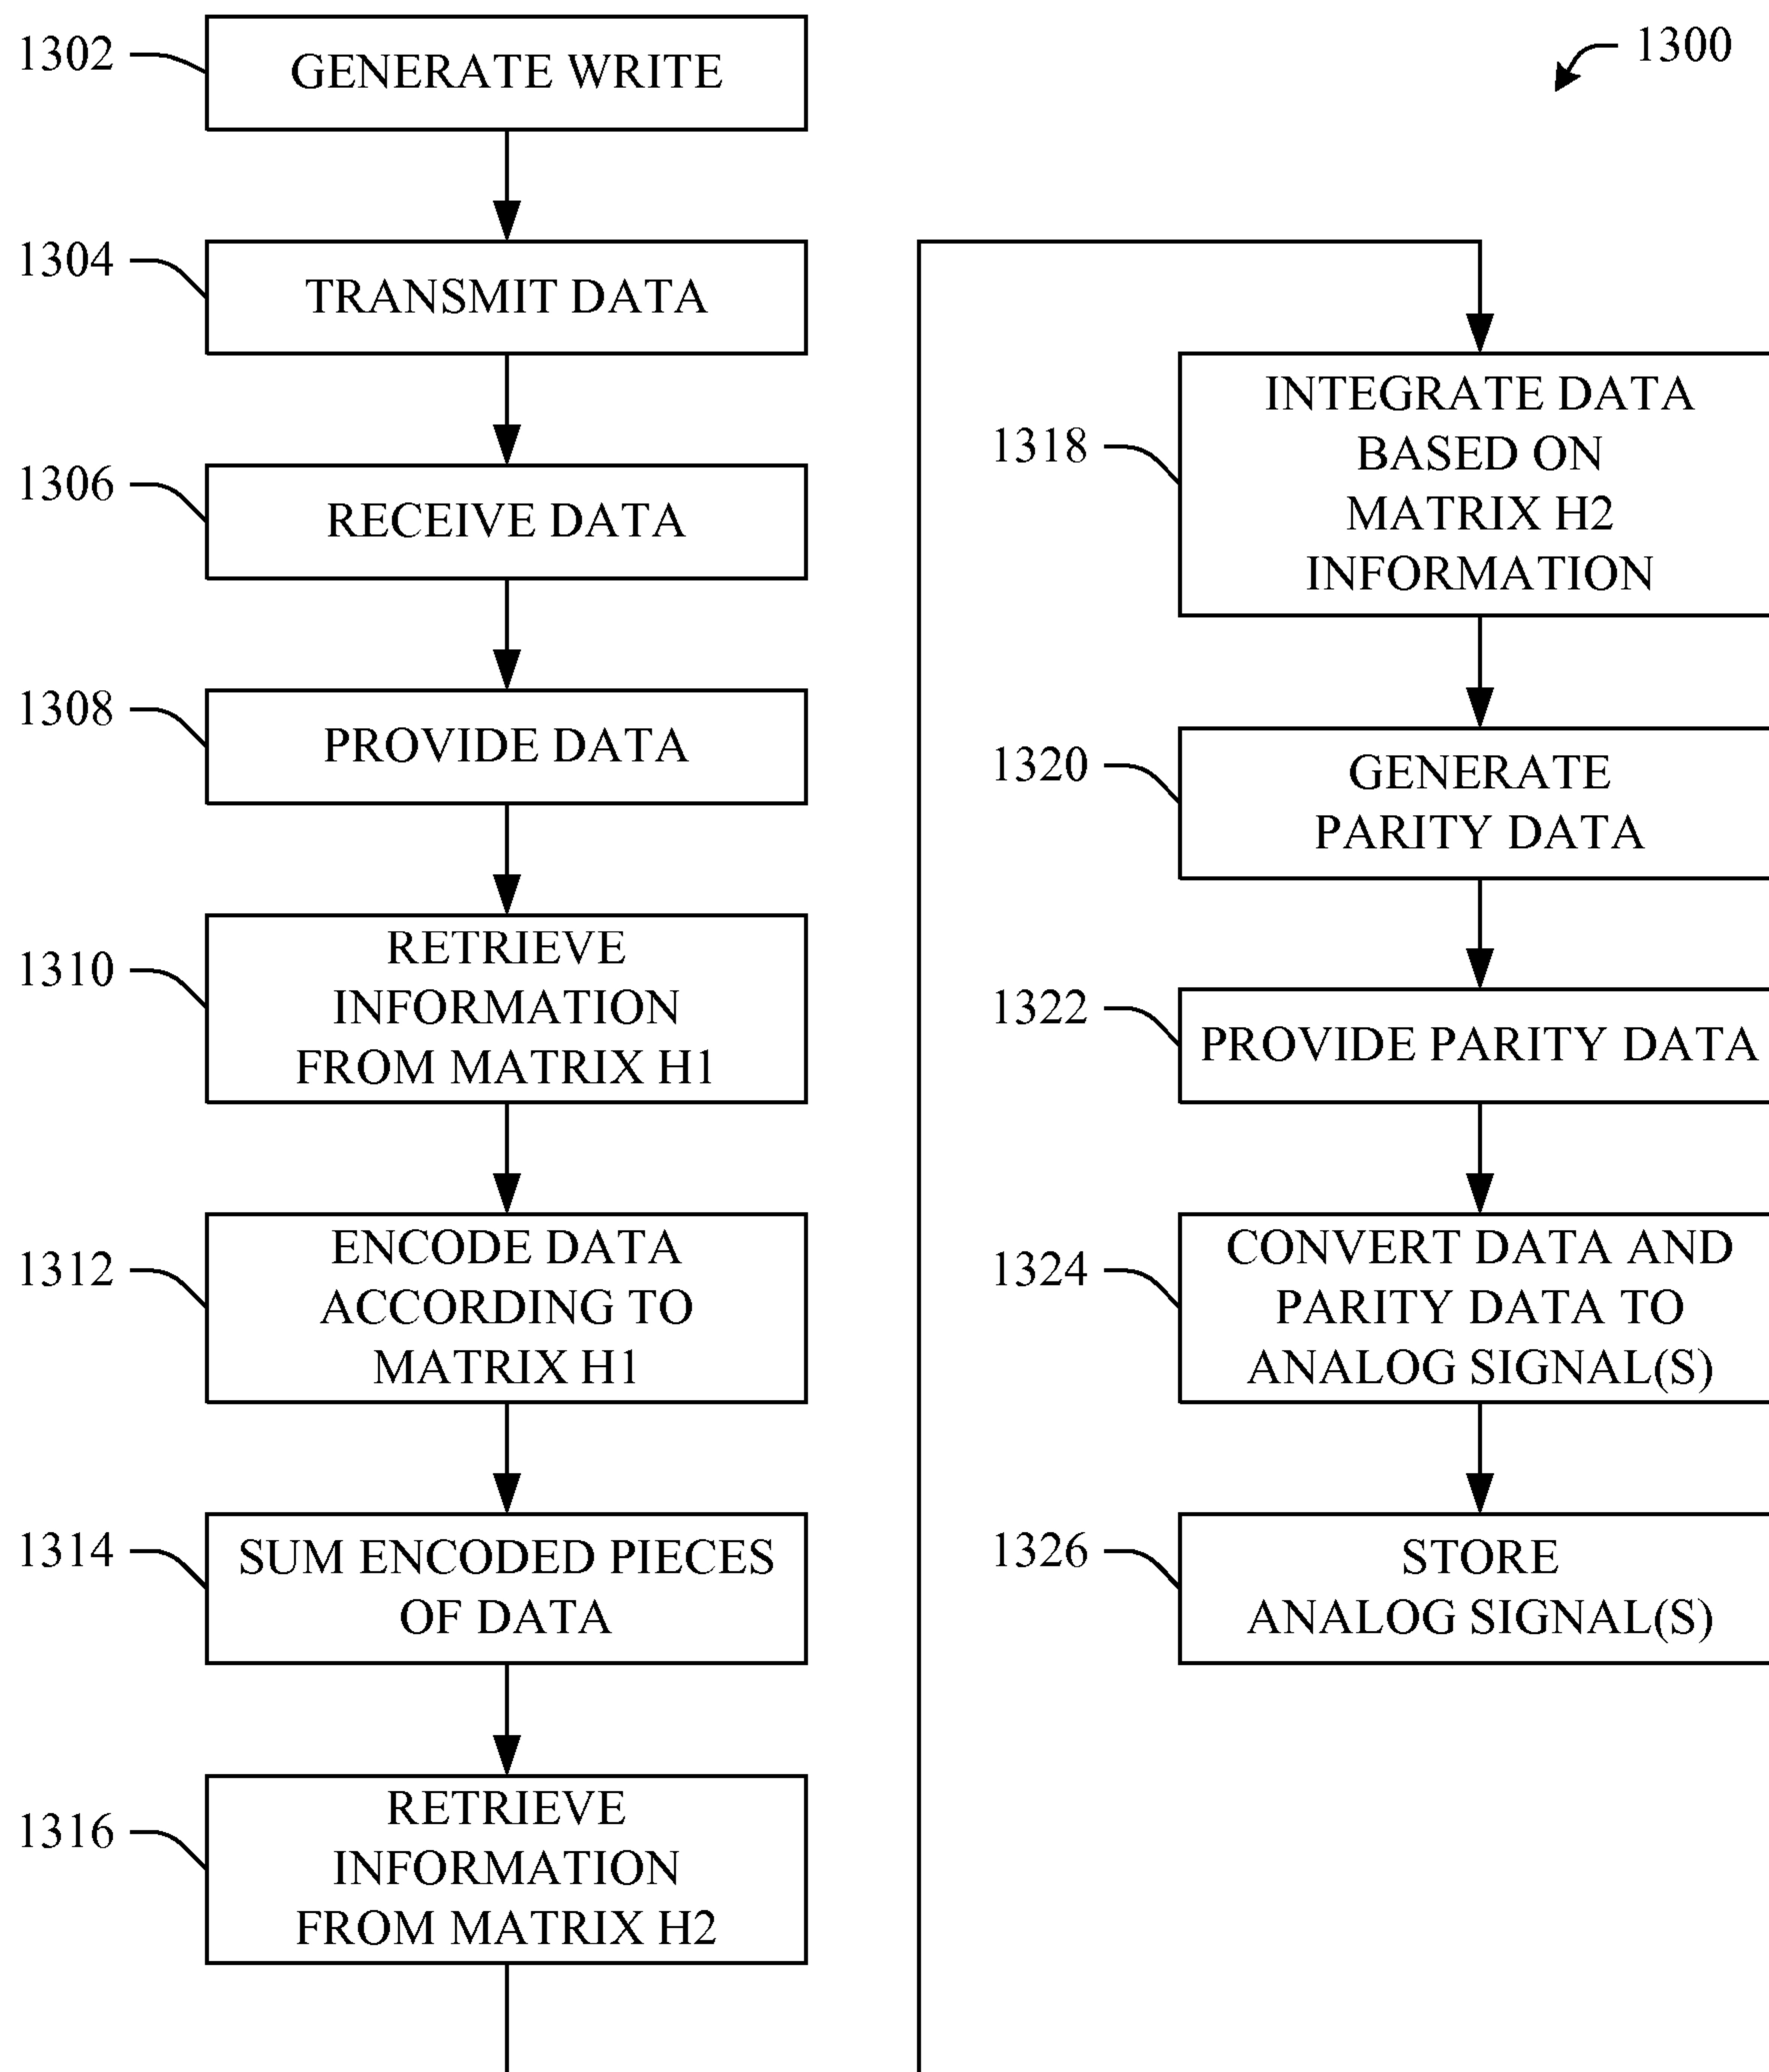 1300
1302
GENERATE WRITE
1304
TRANSMIT DATA
1306
RECEIVE DATA
1308
PROVIDE DATA
1310
RETRIEVE
INFORMATION
FROM MATRIX H1
1312
ENCODE DATA
ACCORDING TO
MATRIX H1
1314
SUM ENCODED PIECES
OF DATA
1316
RETRIEVE
INFORMATION
FROM MATRIX H2
1318
INTEGRATE DATA
BASED ON
MATRIX H2
INFORMATION
1320
GENERATE
PARITY DATA
1322
PROVIDE PARITY DATA
1324
CONVERT DATA AND
PARITY DATA TO
ANALOG SIGNAL(S)
1326
STORE
ANALOG SIGNAL(S)